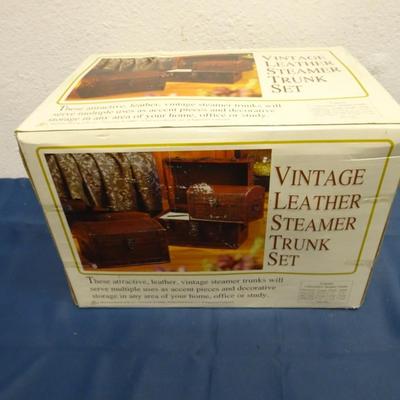 VINTAGE
LEATHER
STEAMER
TRUNK
SET
These attractive, leather, vintage steamer trunks will
serve multiple uses as accent pieces and decorative
storage in any area of your home, office or study.
VINTAGE
LEATHER
STEAMER
TRUNK
SET
These attractive, leather, vintage steamer trunks will
serve multiple uses as accent pieces and decorative
storage in any area of your home, office or study.